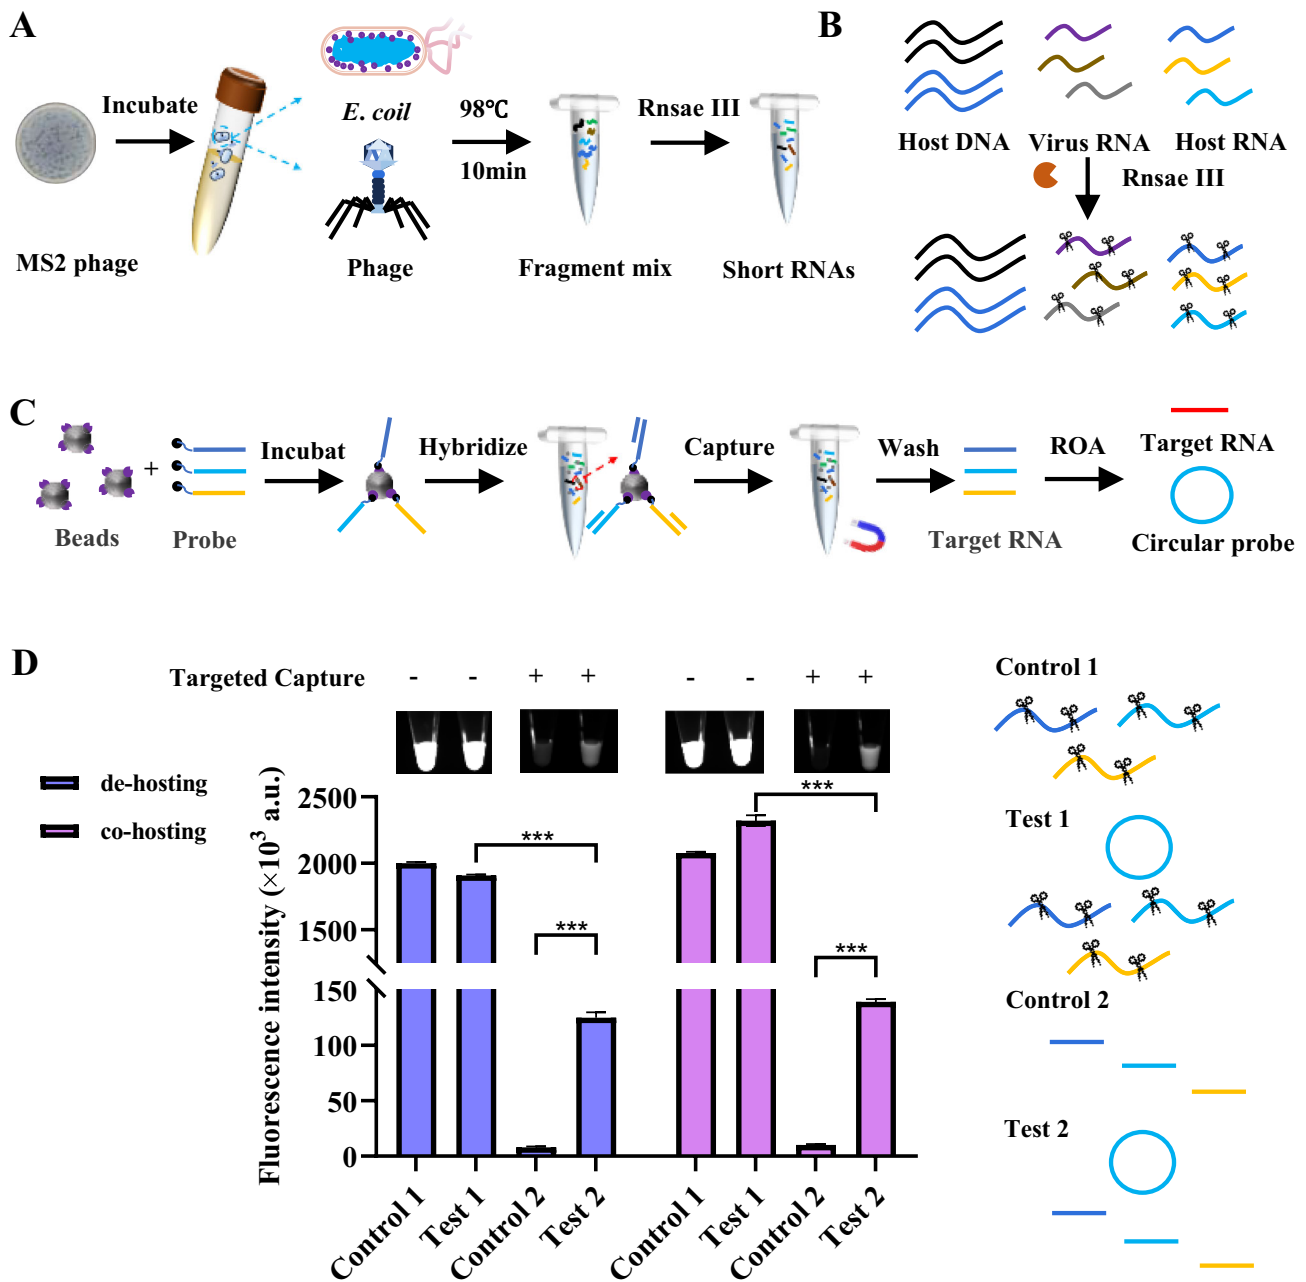 A
Incubate
MS2 phage
E. coil
Phage
98℃
10min
Fragment mix
Rnsae III
Short RNAs
B
Host DNA
Virus RNA
Host RNA
Rnsae III
C
Beads
+
Probe
Incubat
Hybridize
Capture
Wash
Target RNA
ROA
Target RNA
Circular probe
D
Targeted Capture - - + + - - + +
de-hosting
co-hosting
Fluorescence intensity (×10³ a.u.)
2500
2000
1500
150
100
50
0
***
***
***
***
Control 1
Test 1
Control 2
Test 2
Control 1
Test 1
Control 2
Test 2
Control 1
Test 1
Control 2
Test 2